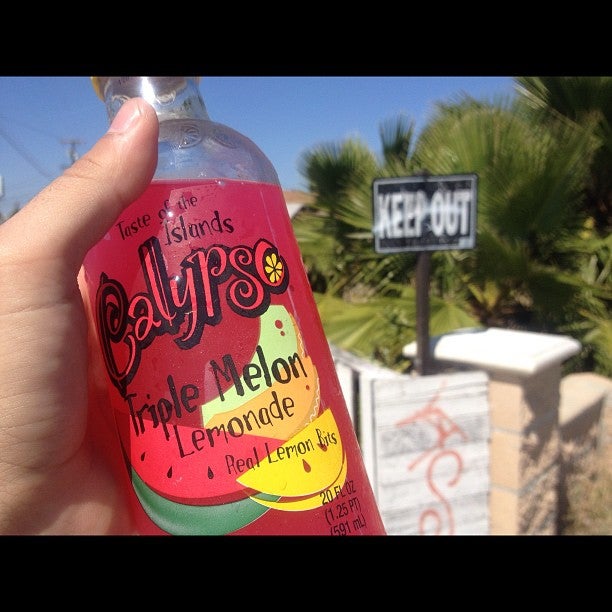 Taste of the
Islands
Calypso
Triple Melon
Lemonade
Real Lemon Bits
20 FL OZ
(1.25 PT)
(591 mL)
KEEP OUT